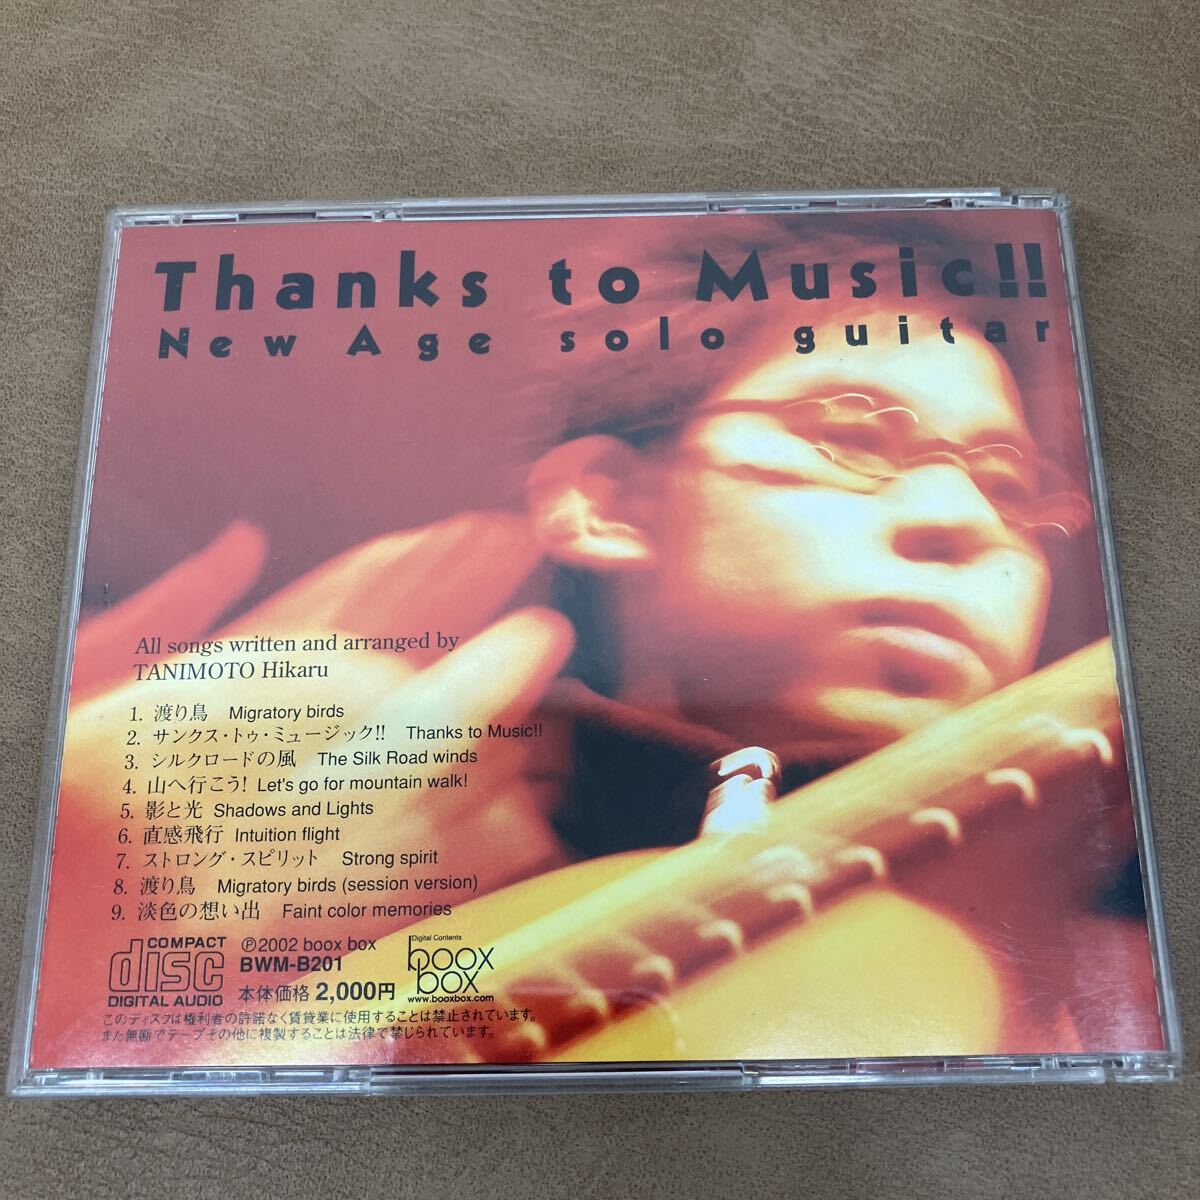 Thanks to Music!!
New Age solo guitar
All songs written and arranged by
TANIMOTO Hikaru
1. 渡り鳥 Migratory birds
2. サンクス・トゥ・ミュージック!! Thanks to Music!!
3. シルクロードの風 The Silk Road winds
4. 山へ行こう! Let's go for mountain walk!
5. 影と光 Shadows and Lights
6. 直感飛行 Intuition flight
7. ストロング・スピリット Strong spirit
8. 渡り鳥 Migratory birds (session version)
9. 淡色の想い出 Faint color memories
COMPACT
disc
DIGITAL AUDIO
℗2002 boox box
BWM-B201
本体価格 2,000円
Digital Contents
boox
box
www.booxbox.com
このディスクは権利者の許諾なく賃貸業に使用することは禁止されています。
また無断でテープその他に複製することは法律で禁じられています。